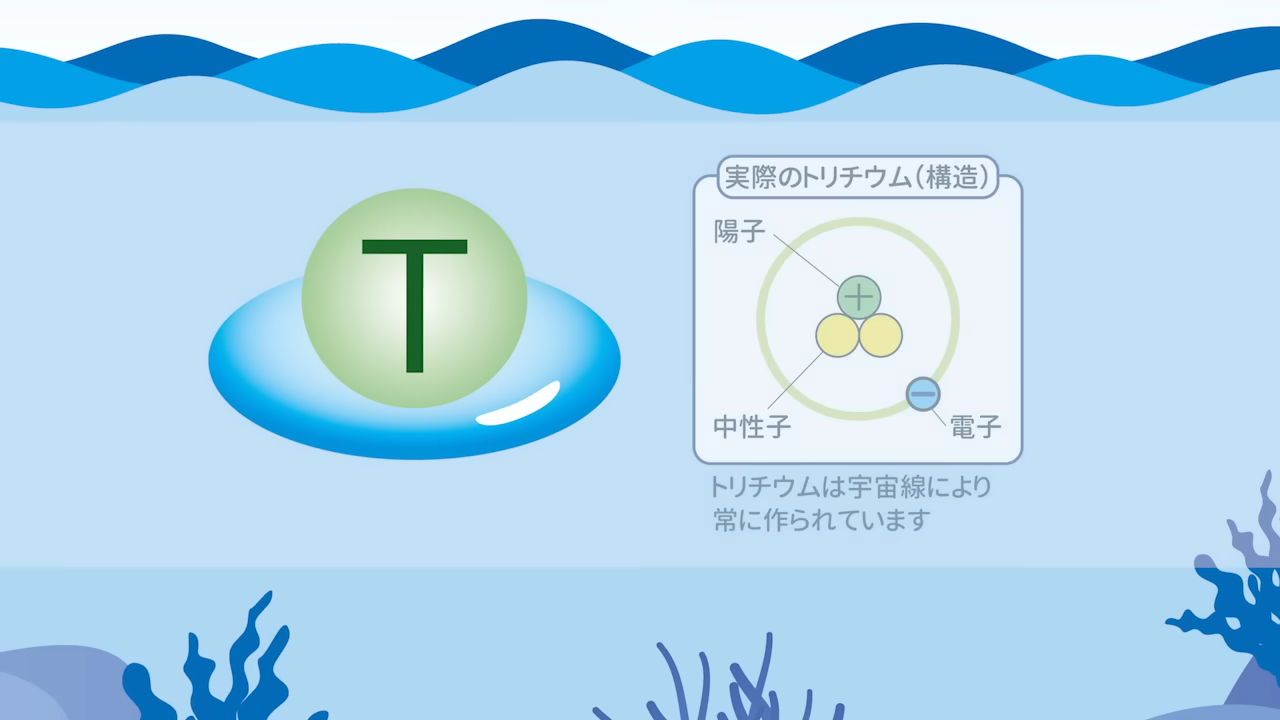 T
実際のトリチウム(構造)
陽子
+
−
中性子
電子
トリチウムは宇宙線により
常に作られています